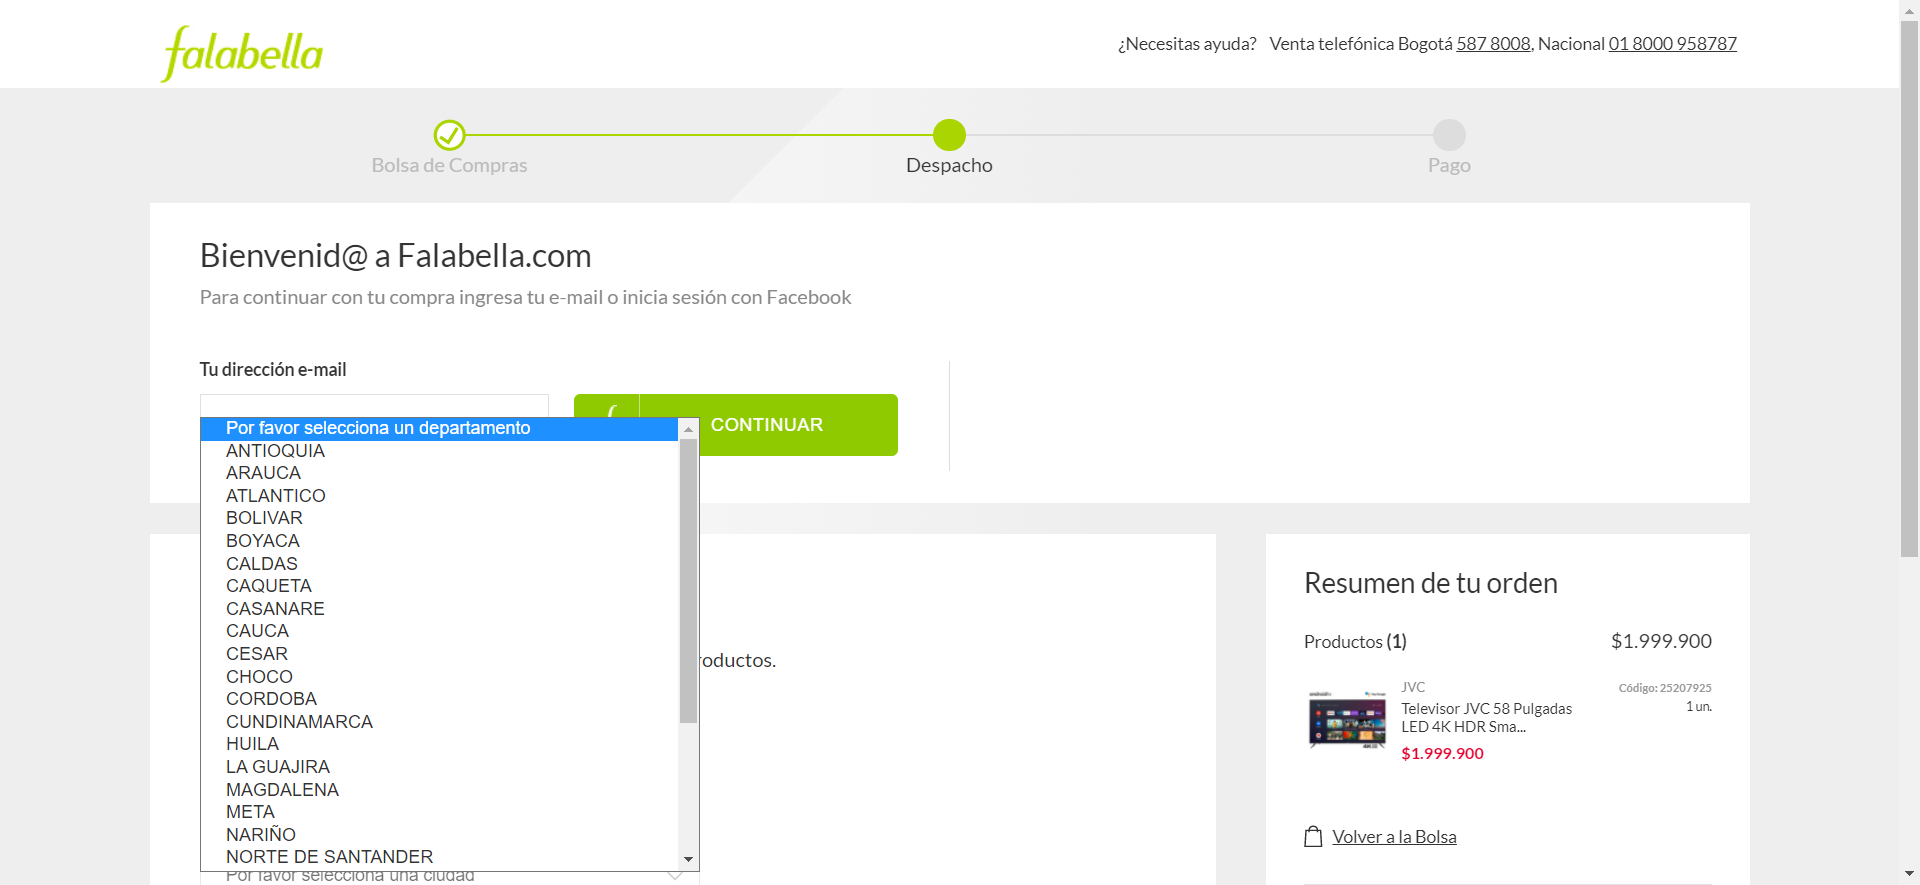 falabella
¿Necesitas ayuda? Venta telefónica Bogotá 587 8008, Nacional 01 8000 958787
Bolsa de Compras
Despacho
Pago
Bienvenid@ a Falabella.com
Para continuar con tu compra ingresa tu e-mail o inicia sesión con Facebook
Tu dirección e-mail
CONTINUAR
Por favor selecciona un departamento
ANTIOQUIA
ARAUCA
ATLANTICO
BOLIVAR
BOYACA
CALDAS
CAQUETA
CASANARE
CAUCA
CESAR
CHOCO
CORDOBA
CUNDINAMARCA
HUILA
LA GUAJIRA
MAGDALENA
META
NARIÑO
NORTE DE SANTANDER
Por favor selecciona una ciudad
roductos.
Resumen de tu orden
Productos (1) $1.999.900
JVC
Código: 25207925
Televisor JVC 58 Pulgadas
1 un.
LED 4K HDR Sma...
$1.999.900
Volver a la Bolsa